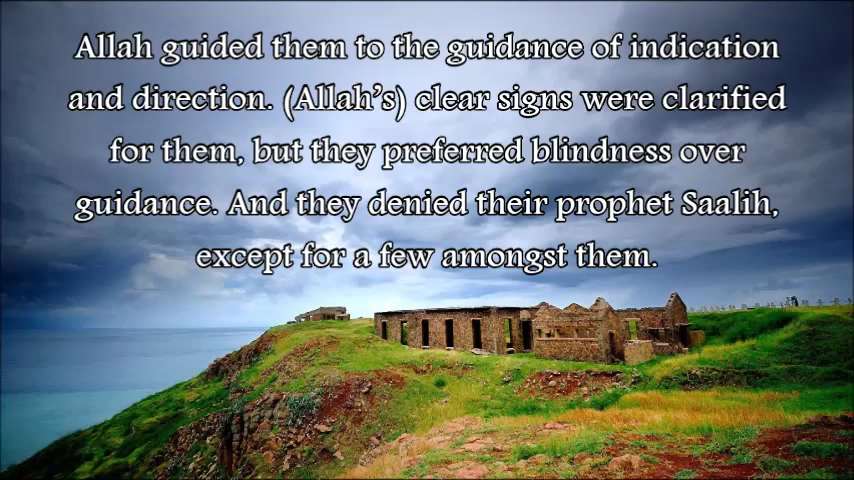 Allah guided them to the guidance of indication
and direction. (Allah's) clear signs were clarified
for them, but they preferred blindness over
guidance. And they denied their prophet Saalih,
except for a few amongst them.